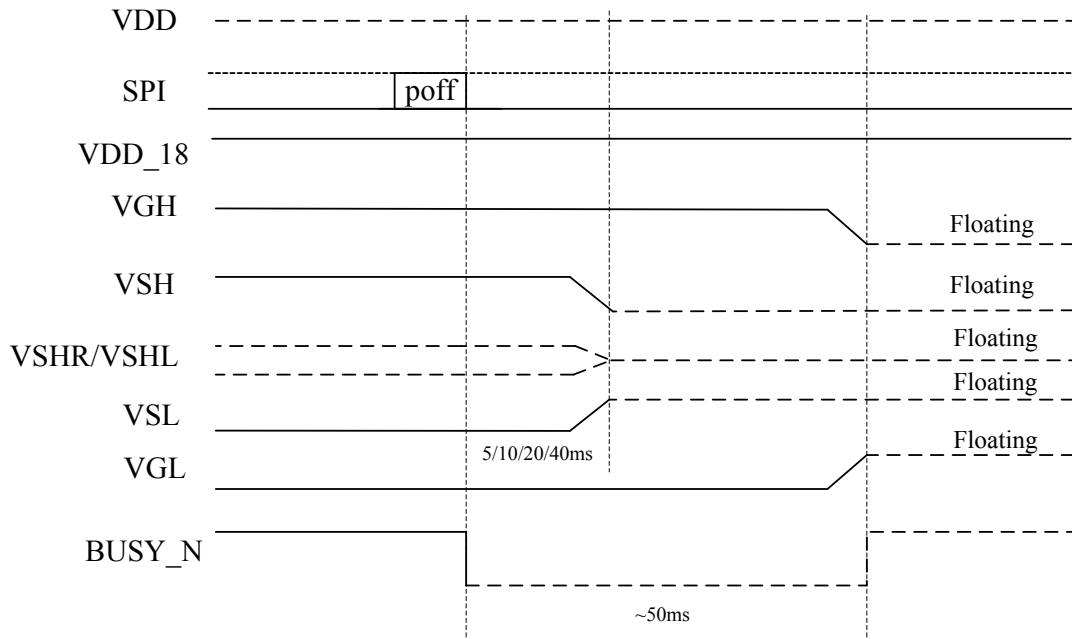 VDD
SPI
poff
VDD_18
VGH
Floating
VSH
Floating
VSHR/VSHL
Floating
VSL
Floating
5/10/20/40ms
VGL
Floating
BUSY_N
~50ms